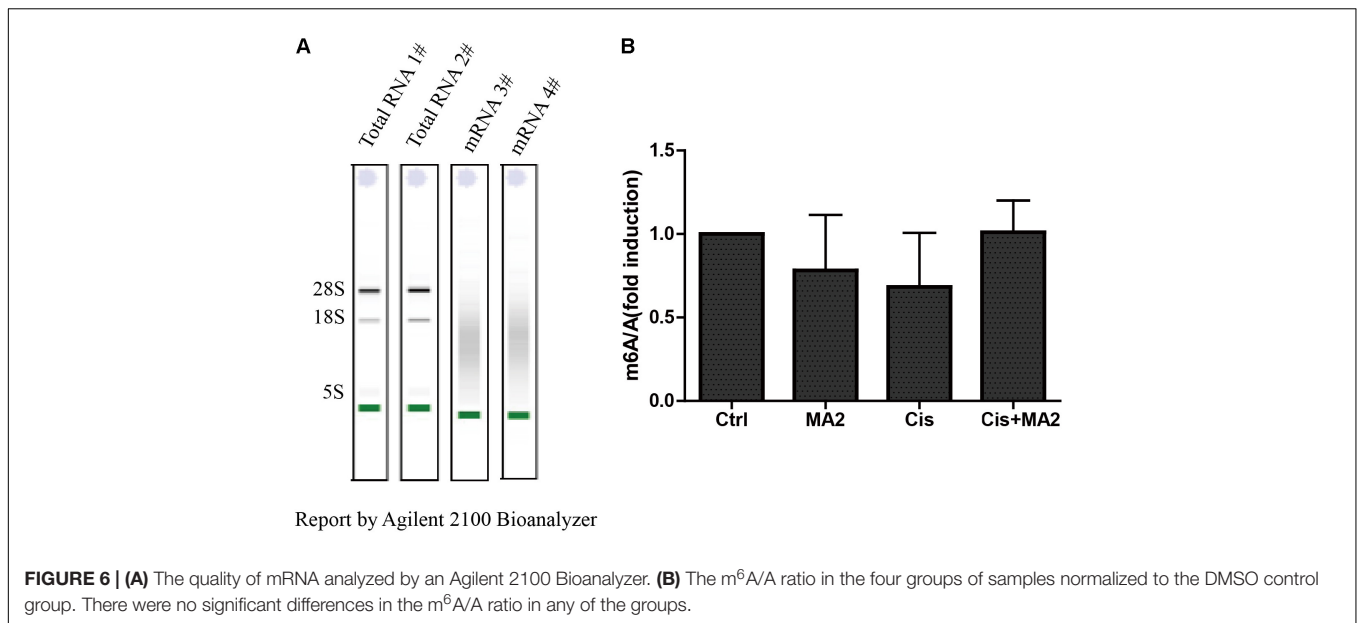 A
Total RNA 1#
Total RNA 2#
mRNA 3#
mRNA 4#
28S
18S
5S
Report by Agilent 2100 Bioanalyzer
B
m6A/A(fold induction)
1.5
1.0
0.5
0.0
Ctrl
MA2
Cis
Cis+MA2
FIGURE 6 | (A) The quality of mRNA analyzed by an Agilent 2100 Bioanalyzer. (B) The m⁶A/A ratio in the four groups of samples normalized to the DMSO control
group. There were no significant differences in the m⁶A/A ratio in any of the groups.